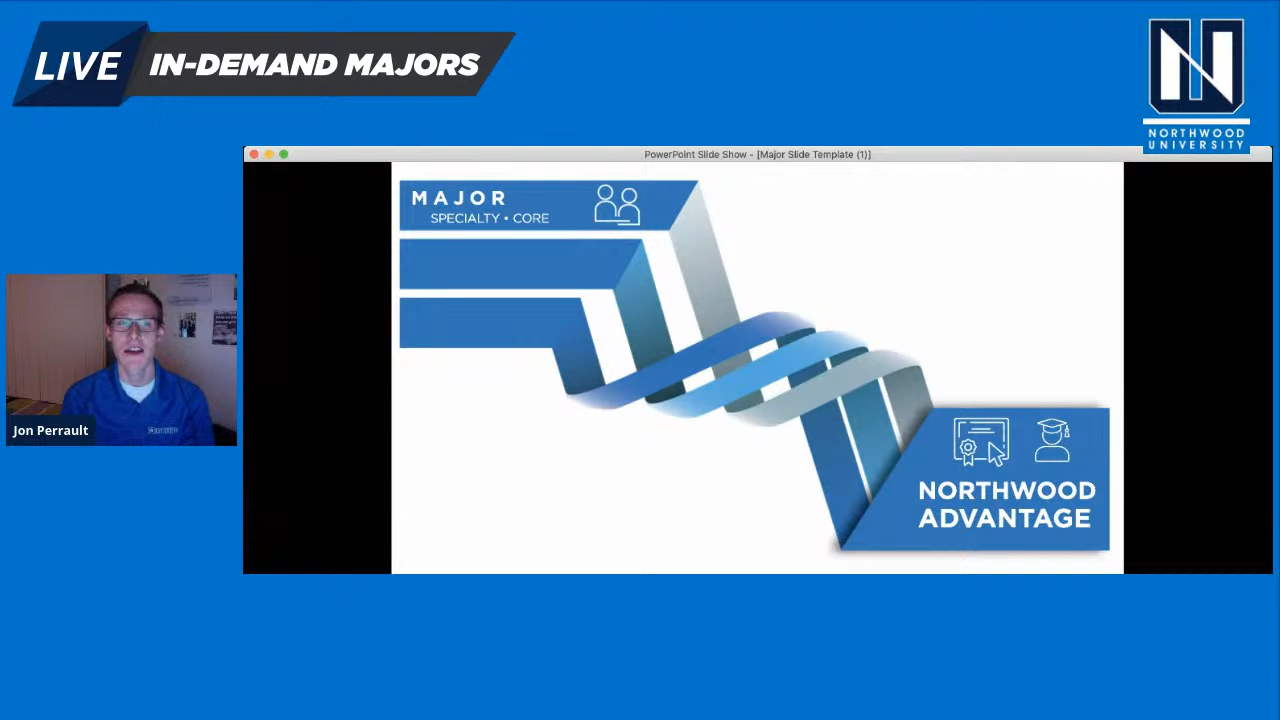 LIVE IN-DEMAND MAJORS
NORTHWOOD
UNIVERSITY
PowerPoint Slide Show - [Major Slide Template (1)]
MAJOR
SPECIALTY • CORE
Jon Perrault
NORTHWOOD
ADVANTAGE